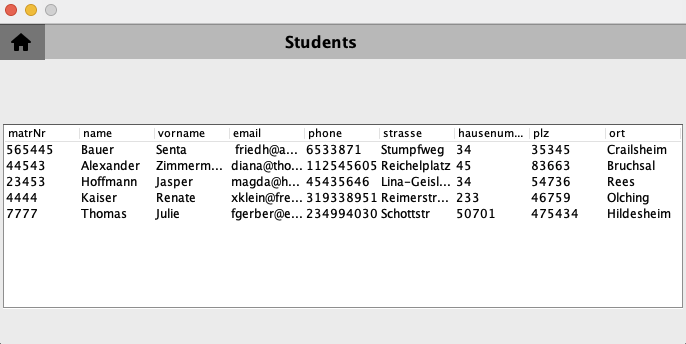 Students
matrNr name vorname email phone strasse hausenum... plz ort
565445 Bauer Senta friedh@a... 6533871 Stumpfweg 34 35345 Crailsheim
44543 Alexander Zimmerm... diana@tho... 112545605 Reichelplatz 45 83663 Bruchsal
23453 Hoffmann Jasper magda@h... 45435646 Lina-Geisl... 34 54736 Rees
4444 Kaiser Renate xklein@fre... 319338951 Reimerstr... 233 46759 Olching
7777 Thomas Julie fgerber@e... 234994030 Schottstr 50701 475434 Hildesheim